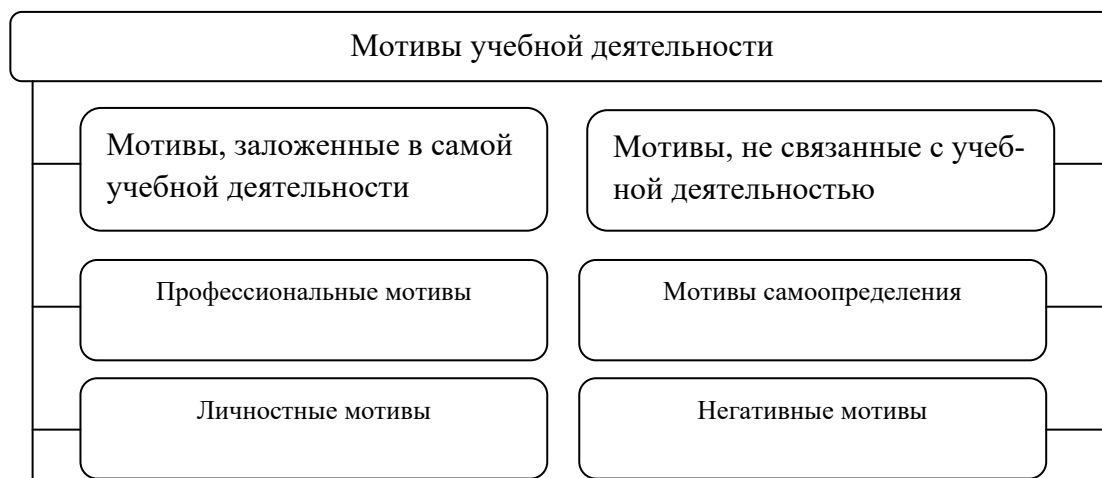 Мотивы учебной деятельности
Мотивы, заложенные в самой
учебной деятельности
Мотивы, не связанные с учеб-
ной деятельностью
Профессиональные мотивы
Мотивы самоопределения
Личностные мотивы
Негативные мотивы